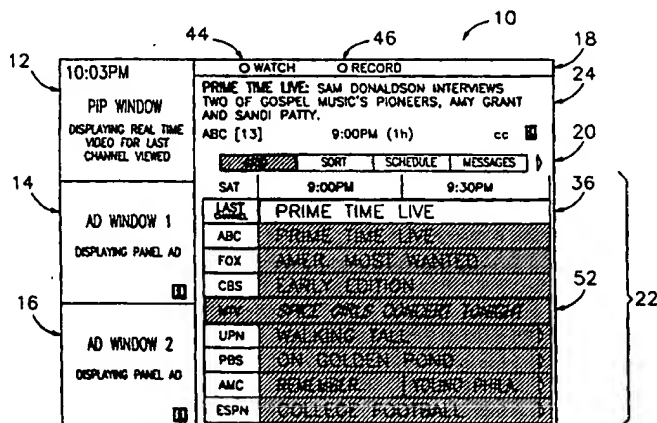 44
46
10
12
18
24
20
14
36
16
52
22
10:03PM
PIP WINDOW
DISPLAYING REAL TIME
VIDEO FOR LAST
CHANNEL VIEWED
AD WINDOW 1
DISPLAYING PANEL AD
AD WINDOW 2
DISPLAYING PANEL AD
WATCH RECORD
PRIME TIME LIVE: SAM DONALDSON INTERVIEWS
TWO OF GOSPEL MUSIC'S PIONEERS, AMY GRANT
AND SANDI PATTY.
ABC [13] 9:00PM (1h) cc
SORT SCHEDULE MESSAGES
SAT 9:00PM 9:30PM
LAST CHANNEL PRIME TIME LIVE
ABC PRIME TIME LIVE
FOX AMER. MOST WANTED
CBS EARLY EDITION
MTV SPICE GIRLS CONCERT TONIGHT
UPN WALKING TALL
PBS ON GOLDEN POND
AMC REMEMBER YOUNG PHILA.
ESPN COLLEGE FOOTBALL